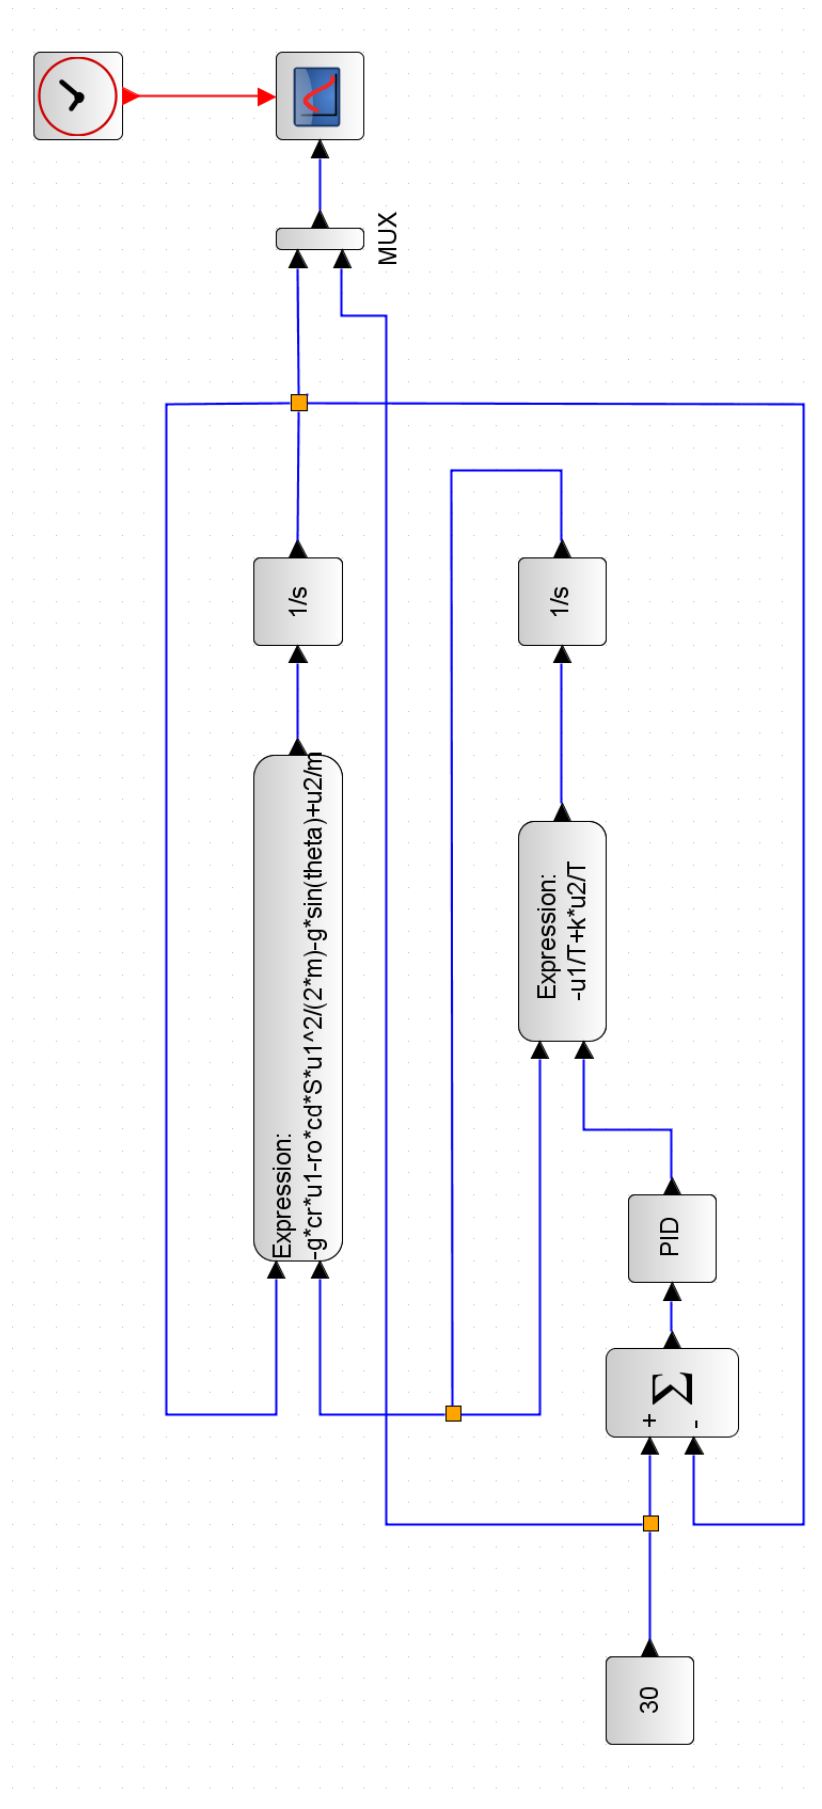 MUX
1/s
1/s
Expression:
-g*cr*u1-ro*cd*S*u1^2/(2*m)-g*sin(theta)+u2/m
Expression:
-u1/T+k*u2/T
PID
Σ
+
-
30